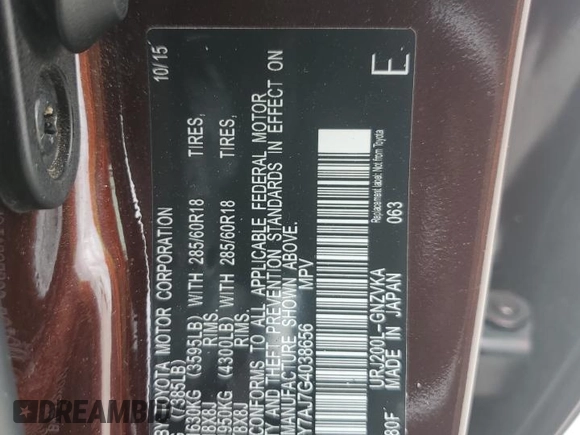 BY TOYOTA MOTOR CORPORATION 10/15
(7385LB)
1630KG (3595LB) WITH 285/60R18 TIRES,
18X8J RIMS,
1950KG (4300LB) WITH 285/60R18 TIRES,
18X8J RIMS,
CONFORMS TO ALL APPLICABLE FEDERAL MOTOR
AND THEFT PREVENTION STANDARDS IN EFFECT ON
MANUFACTURE SHOWN ABOVE.
Y7AJ7G4038656 MPV
E
Replacement label, Not from Toyota
URJ200L-GNZVKA 063
MADE IN JAPAN
80F
DREAMBID.COM